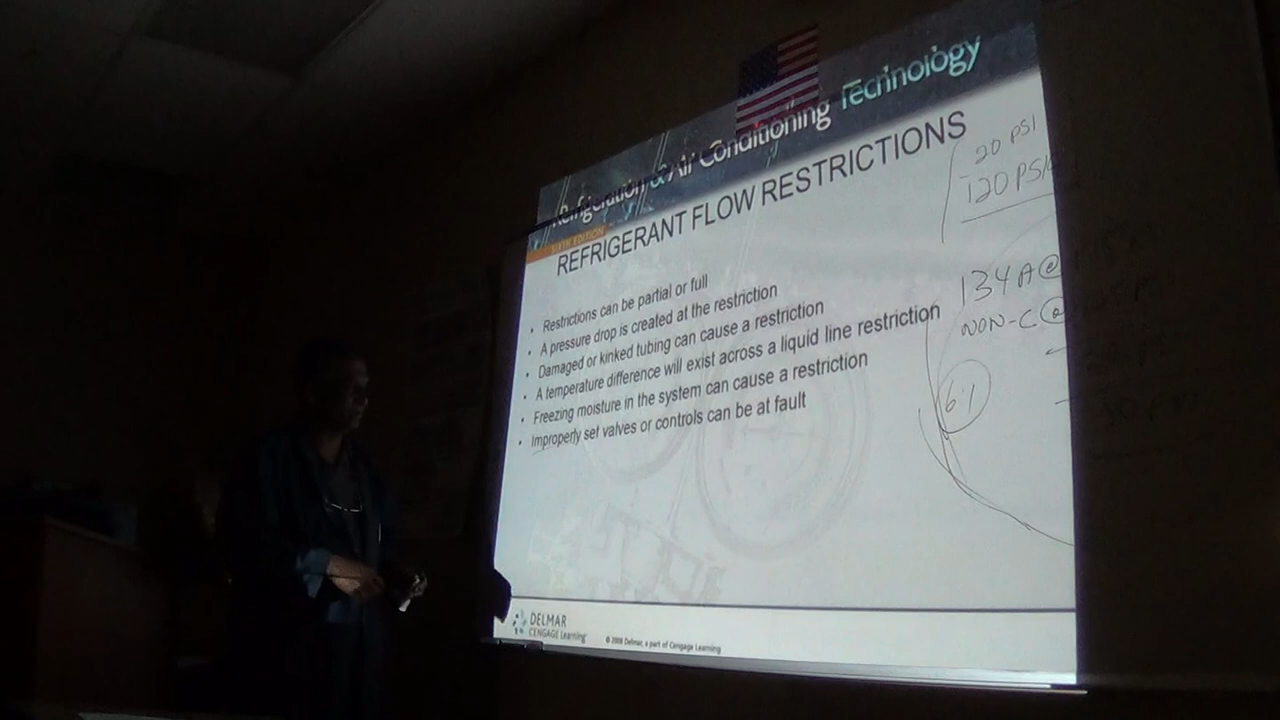 Refrigeration & Air Conditioning Technology
SIXTH EDITION
REFRIGERANT FLOW RESTRICTIONS
• Restrictions can be partial or full
• A pressure drop is created at the restriction
• Damaged or kinked tubing can cause a restriction
• A temperature difference will exist across a liquid line restriction
• Freezing moisture in the system can cause a restriction
• Improperly set valves or controls can be at fault
20 PSI
120 PSI
134A@
NON-C@
DELMAR
CENGAGE Learning
© 2008 Delmar, a part of Cengage Learning